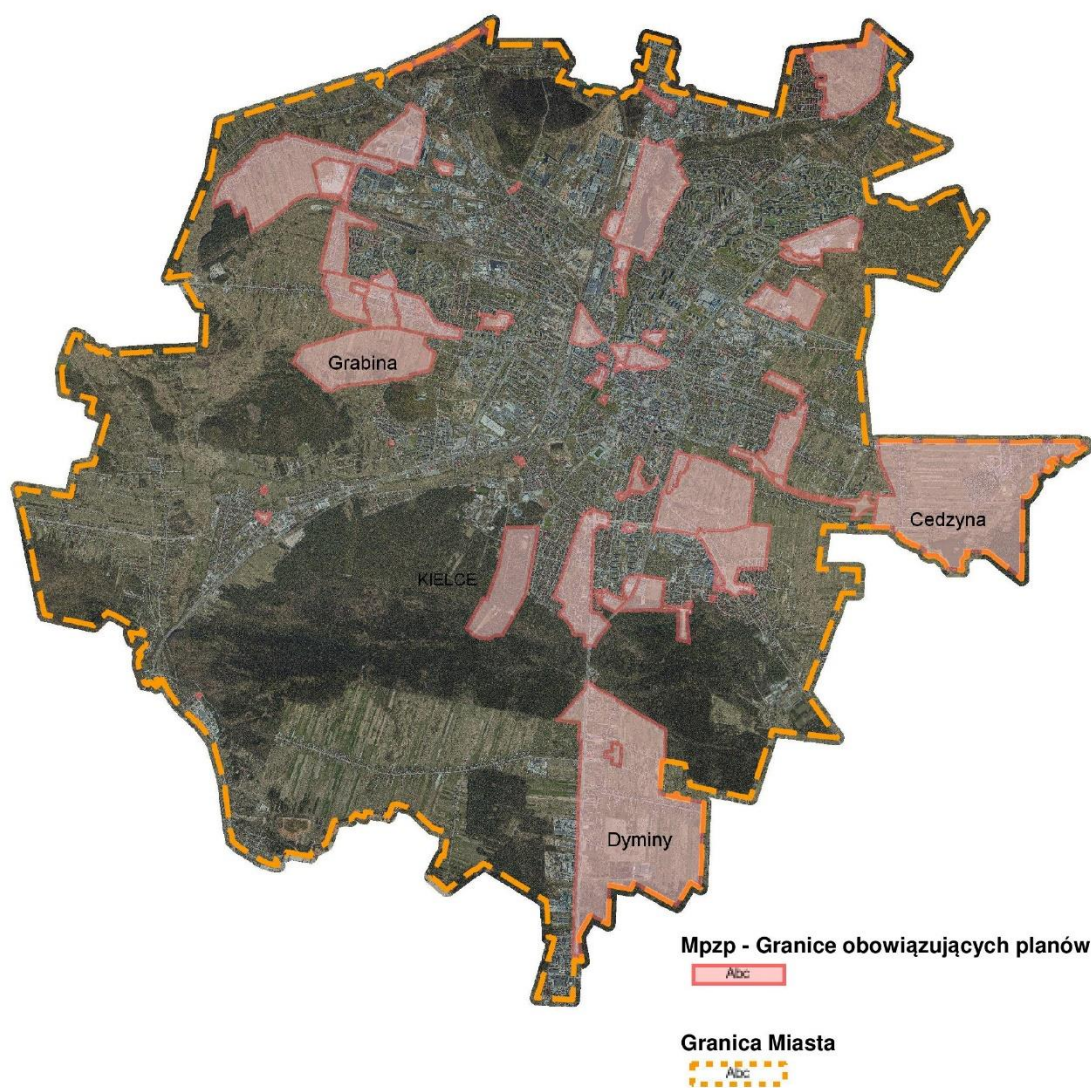 Grabina
Cedzyna
KIELCE
Dyminy
Mpzp - Granice obowiązujących planów
Abc
Granica Miasta
Abc